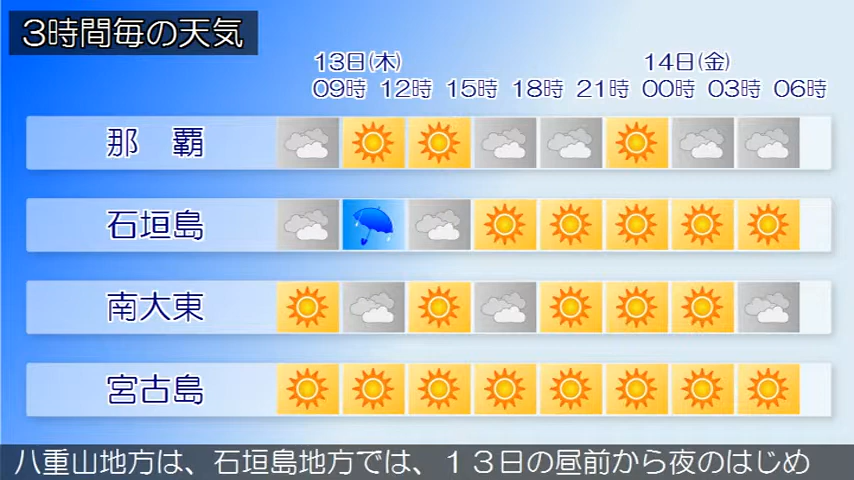 3時間毎の天気
13日(木) 14日(金)
09時 12時 15時 18時 21時 00時 03時 06時
那　覇
石垣島
南大東
宮古島
八重山地方は、石垣島地方では、１３日の昼前から夜のはじめ